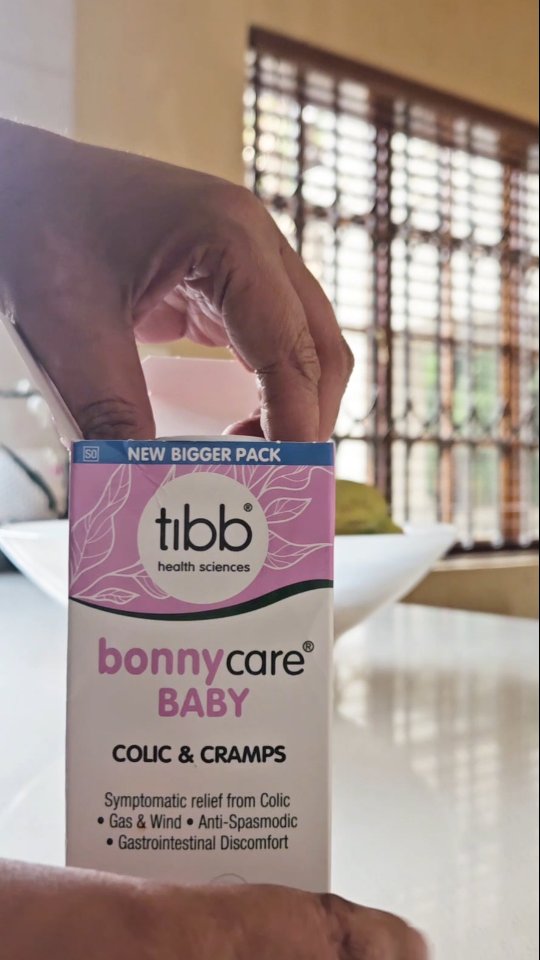 S0 NEW BIGGER PACK
tibb®
health sciences
bonnycare®
BABY
COLIC & CRAMPS
Symptomatic relief from Colic
• Gas & Wind • Anti-Spasmodic
• Gastrointestinal Discomfort